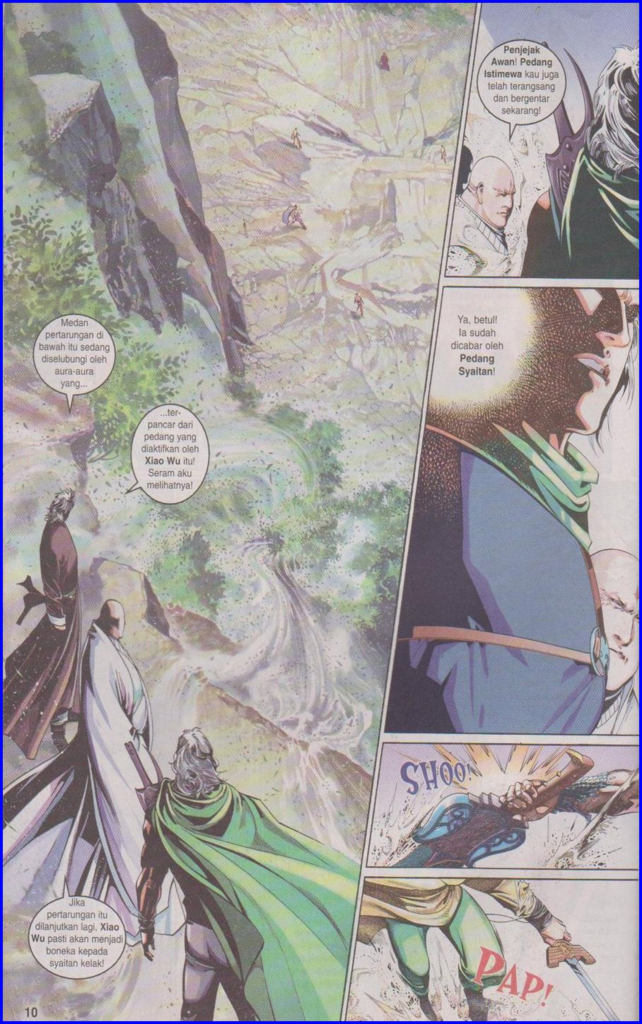 Medan
pertarungan di
bawah itu sedang
diselubungi oleh
aura-aura
yang...
...ter-
pancar dari
pedang yang
diaktifkan oleh
Xiao Wu itu!
Seram aku
melihatnya!
Jika
pertarungan itu
dilanjutkan lagi, Xiao
Wu pasti akan menjadi
boneka kepada
syaitan kelak!
Penjejak
Awan! Pedang
Istimewa kau juga
telah terangsang
dan bergentar
sekarang!
Ya, betul!
Ia sudah
dicabar oleh
Pedang
Syaitan!
SHOO!
PAP!
10